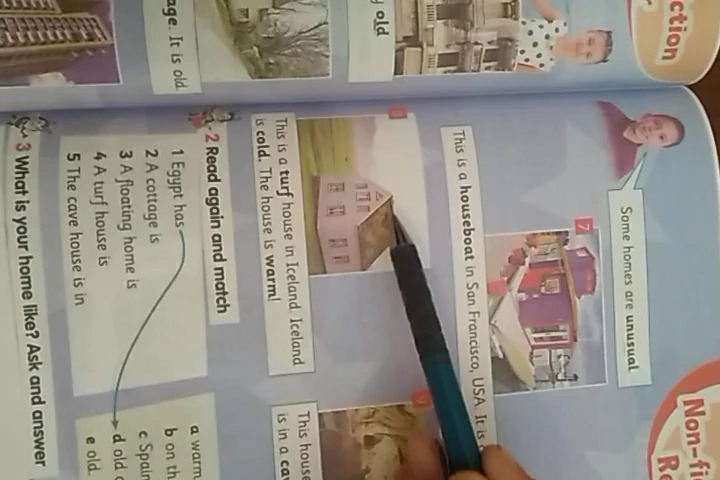 ction
y old
age. It is old.
Non-fi
Some homes are unusual
7
This is a houseboat in San Francisco, USA. It is
8
This is a turf house in Iceland. Iceland
is cold. The house is warm!
This house
is in a cav
2 Read again and match
1 Egypt has
2 A cottage is
3 A floating home is
4 A turf house is
5 The cave house is in
a warm.
b on th
c Spain
d old c
e old.
3 What is your home like? Ask and answer